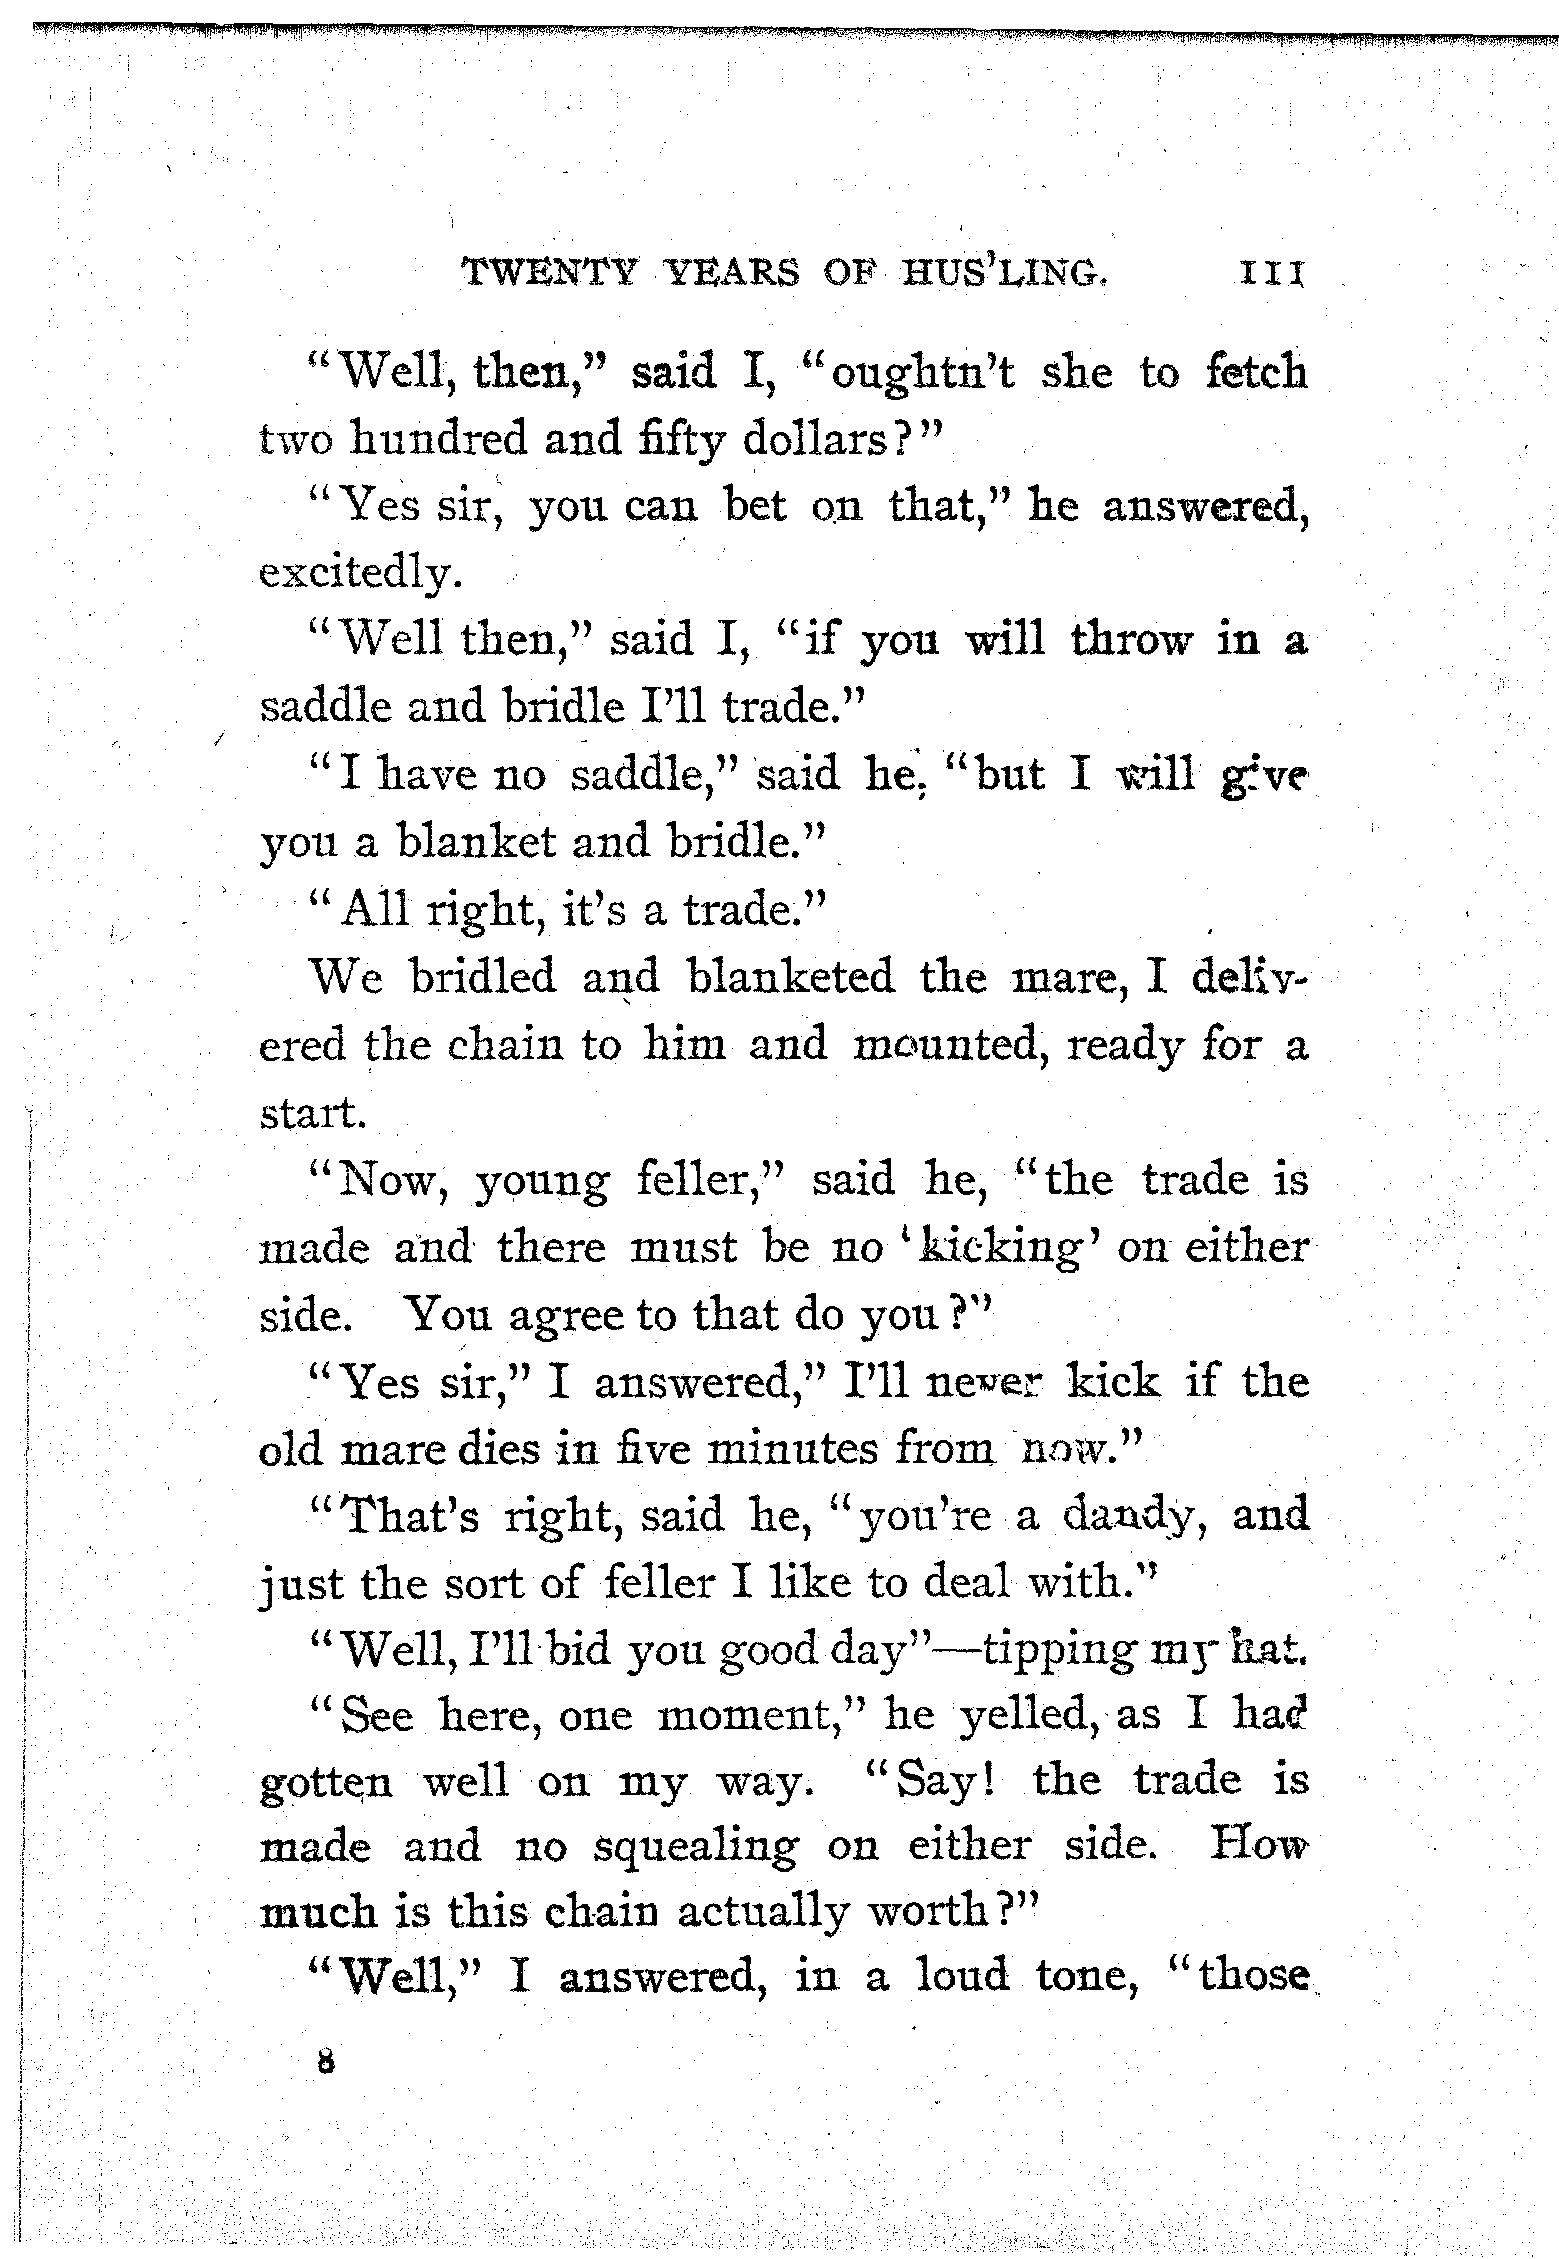 TWENTY YEARS OF HUS'LING. 111
"Well, then," said I, "oughtn't she to fetch
two hundred and fifty dollars?"
"Yes sir, you can bet on that," he answered,
excitedly.
"Well then," said I, "if you will throw in a
saddle and bridle I'll trade."
"I have no saddle," said he, "but I will give
you a blanket and bridle."
"All right, it's a trade."
We bridled and blanketed the mare, I deliv-
ered the chain to him and mounted, ready for a
start.
"Now, young feller," said he, "the trade is
made and there must be no 'kicking' on either
side. You agree to that do you?"
"Yes sir," I answered," I'll never kick if the
old mare dies in five minutes from now."
"That's right, said he, "you're a dandy, and
just the sort of feller I like to deal with."
"Well, I'll bid you good day"—tipping my hat.
"See here, one moment," he yelled, as I had
gotten well on my way. "Say! the trade is
made and no squealing on either side. How
much is this chain actually worth?"
"Well," I answered, in a loud tone, "those
8